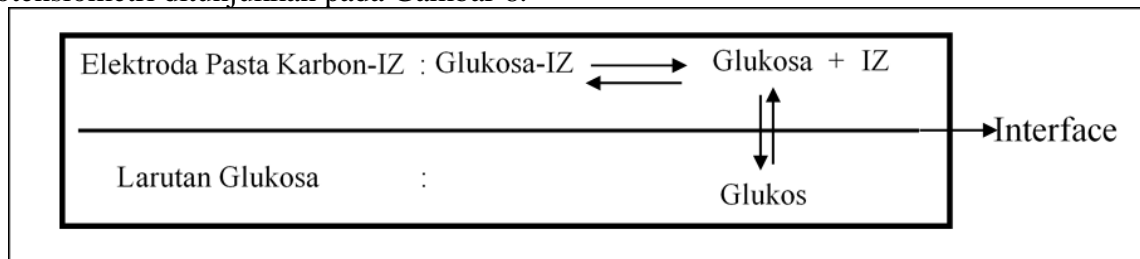 Elektroda Pasta Karbon-IZ : Glukosa-IZ Glukosa + IZ
Interface
Larutan Glukosa :
Glukos